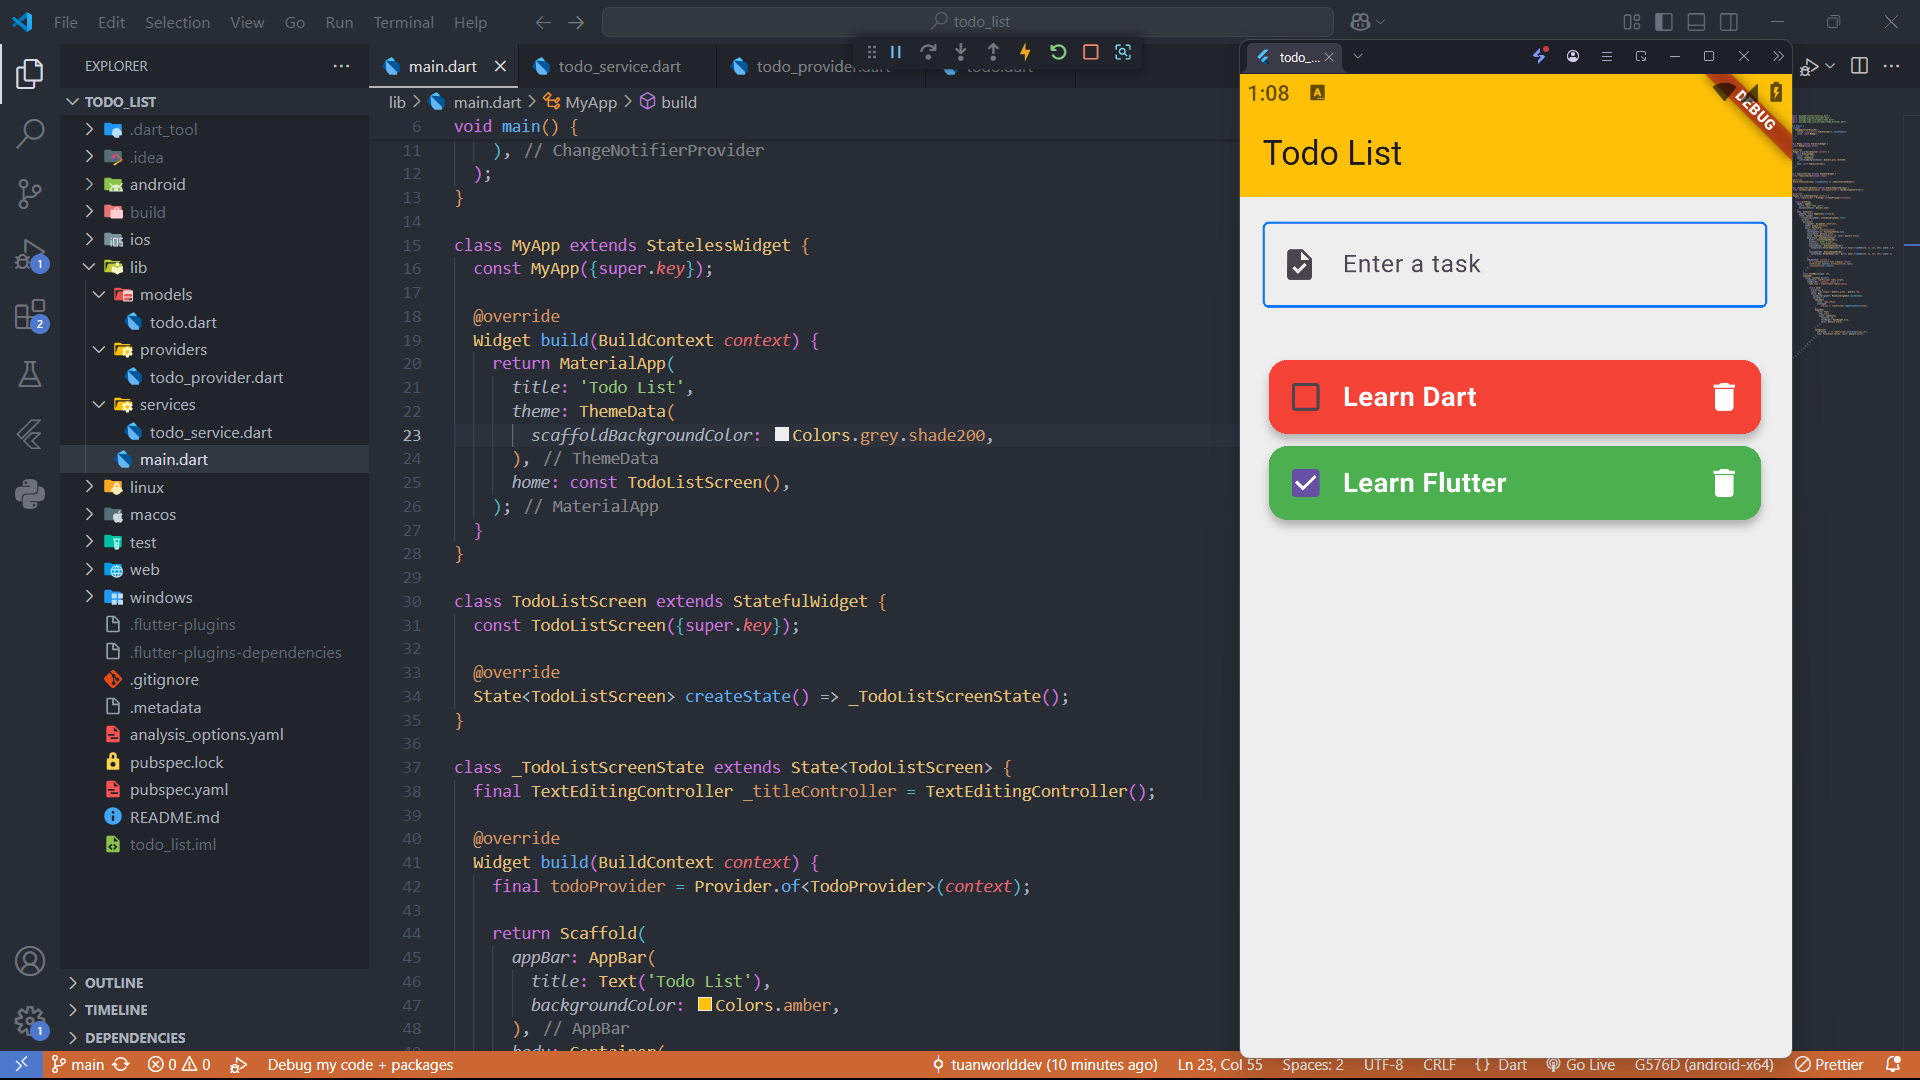 File Edit Selection View Go Run Terminal Help
todo_list
EXPLORER
TODO_LIST
.dart_tool
.idea
android
build
ios
lib
models
todo.dart
providers
todo_provider.dart
services
todo_service.dart
main.dart
linux
macos
test
web
windows
.flutter-plugins
.flutter-plugins-dependencies
.gitignore
.metadata
analysis_options.yaml
pubspec.lock
pubspec.yaml
README.md
todo_list.iml
OUTLINE
TIMELINE
DEPENDENCIES
1
2
1
main.dart todo_service.dart todo_provider.dart todo.dart
lib > main.dart > MyApp > build
6 void main() {
11 ), // ChangeNotifierProvider
12 );
13 }
14
15 class MyApp extends StatelessWidget {
16 const MyApp({super.key});
17
18 @override
19 Widget build(BuildContext context) {
20 return MaterialApp(
21 title: 'Todo List',
22 theme: ThemeData(
23 scaffoldBackgroundColor: Colors.grey.shade200,
24 ), // ThemeData
25 home: const TodoListScreen(),
26 ); // MaterialApp
27 }
28 }
29
30 class TodoListScreen extends StatefulWidget {
31 const TodoListScreen({super.key});
32
33 @override
34 State<TodoListScreen> createState() => _TodoListScreenState();
35 }
36
37 class _TodoListScreenState extends State<TodoListScreen> {
38 final TextEditingController _titleController = TextEditingController();
39
40 @override
41 Widget build(BuildContext context) {
42 final todoProvider = Provider.of<TodoProvider>(context);
43
44 return Scaffold(
45 appBar: AppBar(
46 title: Text('Todo List'),
47 backgroundColor: Colors.amber,
48 ), // AppBar
49 body: Container(
todo_...
1:08 A
DEBUG
Todo List
Enter a task
Learn Dart
Learn Flutter
main 0 0 Debug my code + packages tuanworlddev (10 minutes ago) Ln 23, Col 55 Spaces: 2 UTF-8 CRLF {} Dart Go Live G576D (android-x64) Prettier